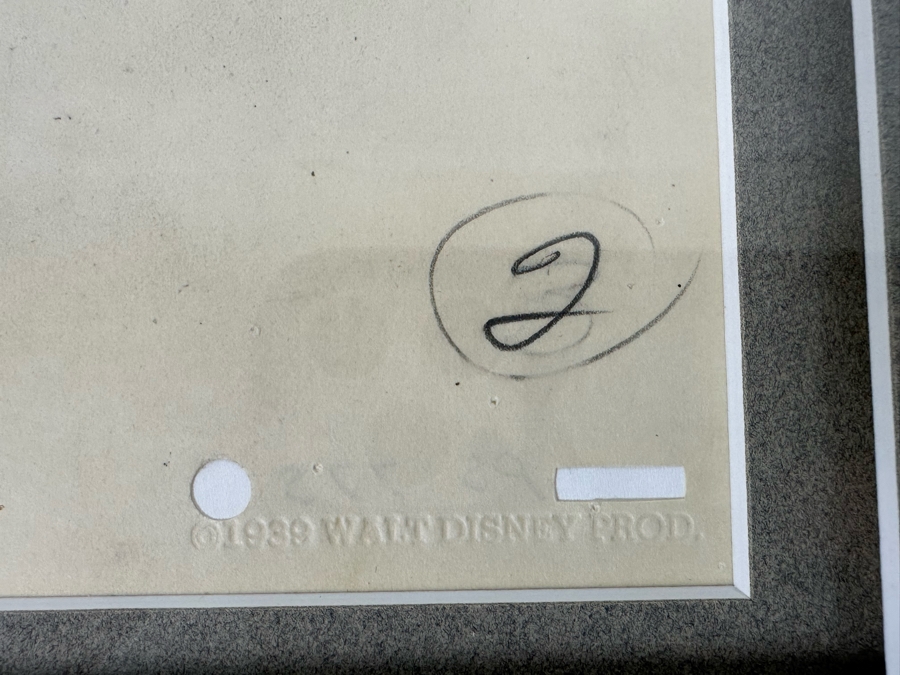 2
©1939 WALT DISNEY PROD.